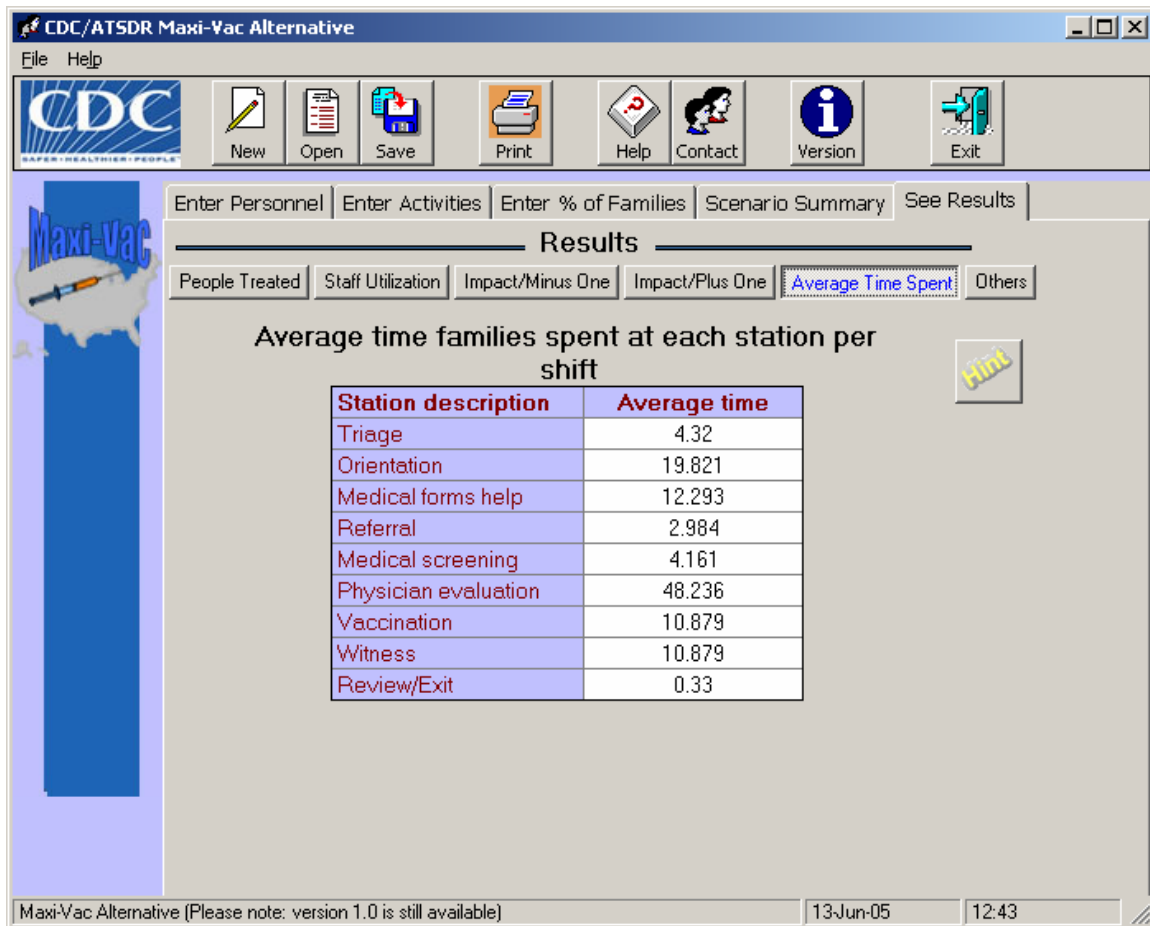 CDC/ATSDR Maxi-Vac Alternative
File Help
CDC
SAFER·HEALTHIER·PEOPLE™
New Open Save Print Help Contact Version Exit
Maxi-Vac
Enter Personnel Enter Activities Enter % of Families Scenario Summary See Results
Results
People Treated Staff Utilization Impact/Minus One Impact/Plus One Average Time Spent Others
Average time families spent at each station per
shift
Hint
Station description Average time
Triage 4.32
Orientation 19.821
Medical forms help 12.293
Referral 2.984
Medical screening 4.161
Physician evaluation 48.236
Vaccination 10.879
Witness 10.879
Review/Exit 0.33
Maxi-Vac Alternative (Please note: version 1.0 is still available) 13-Jun-05 12:43